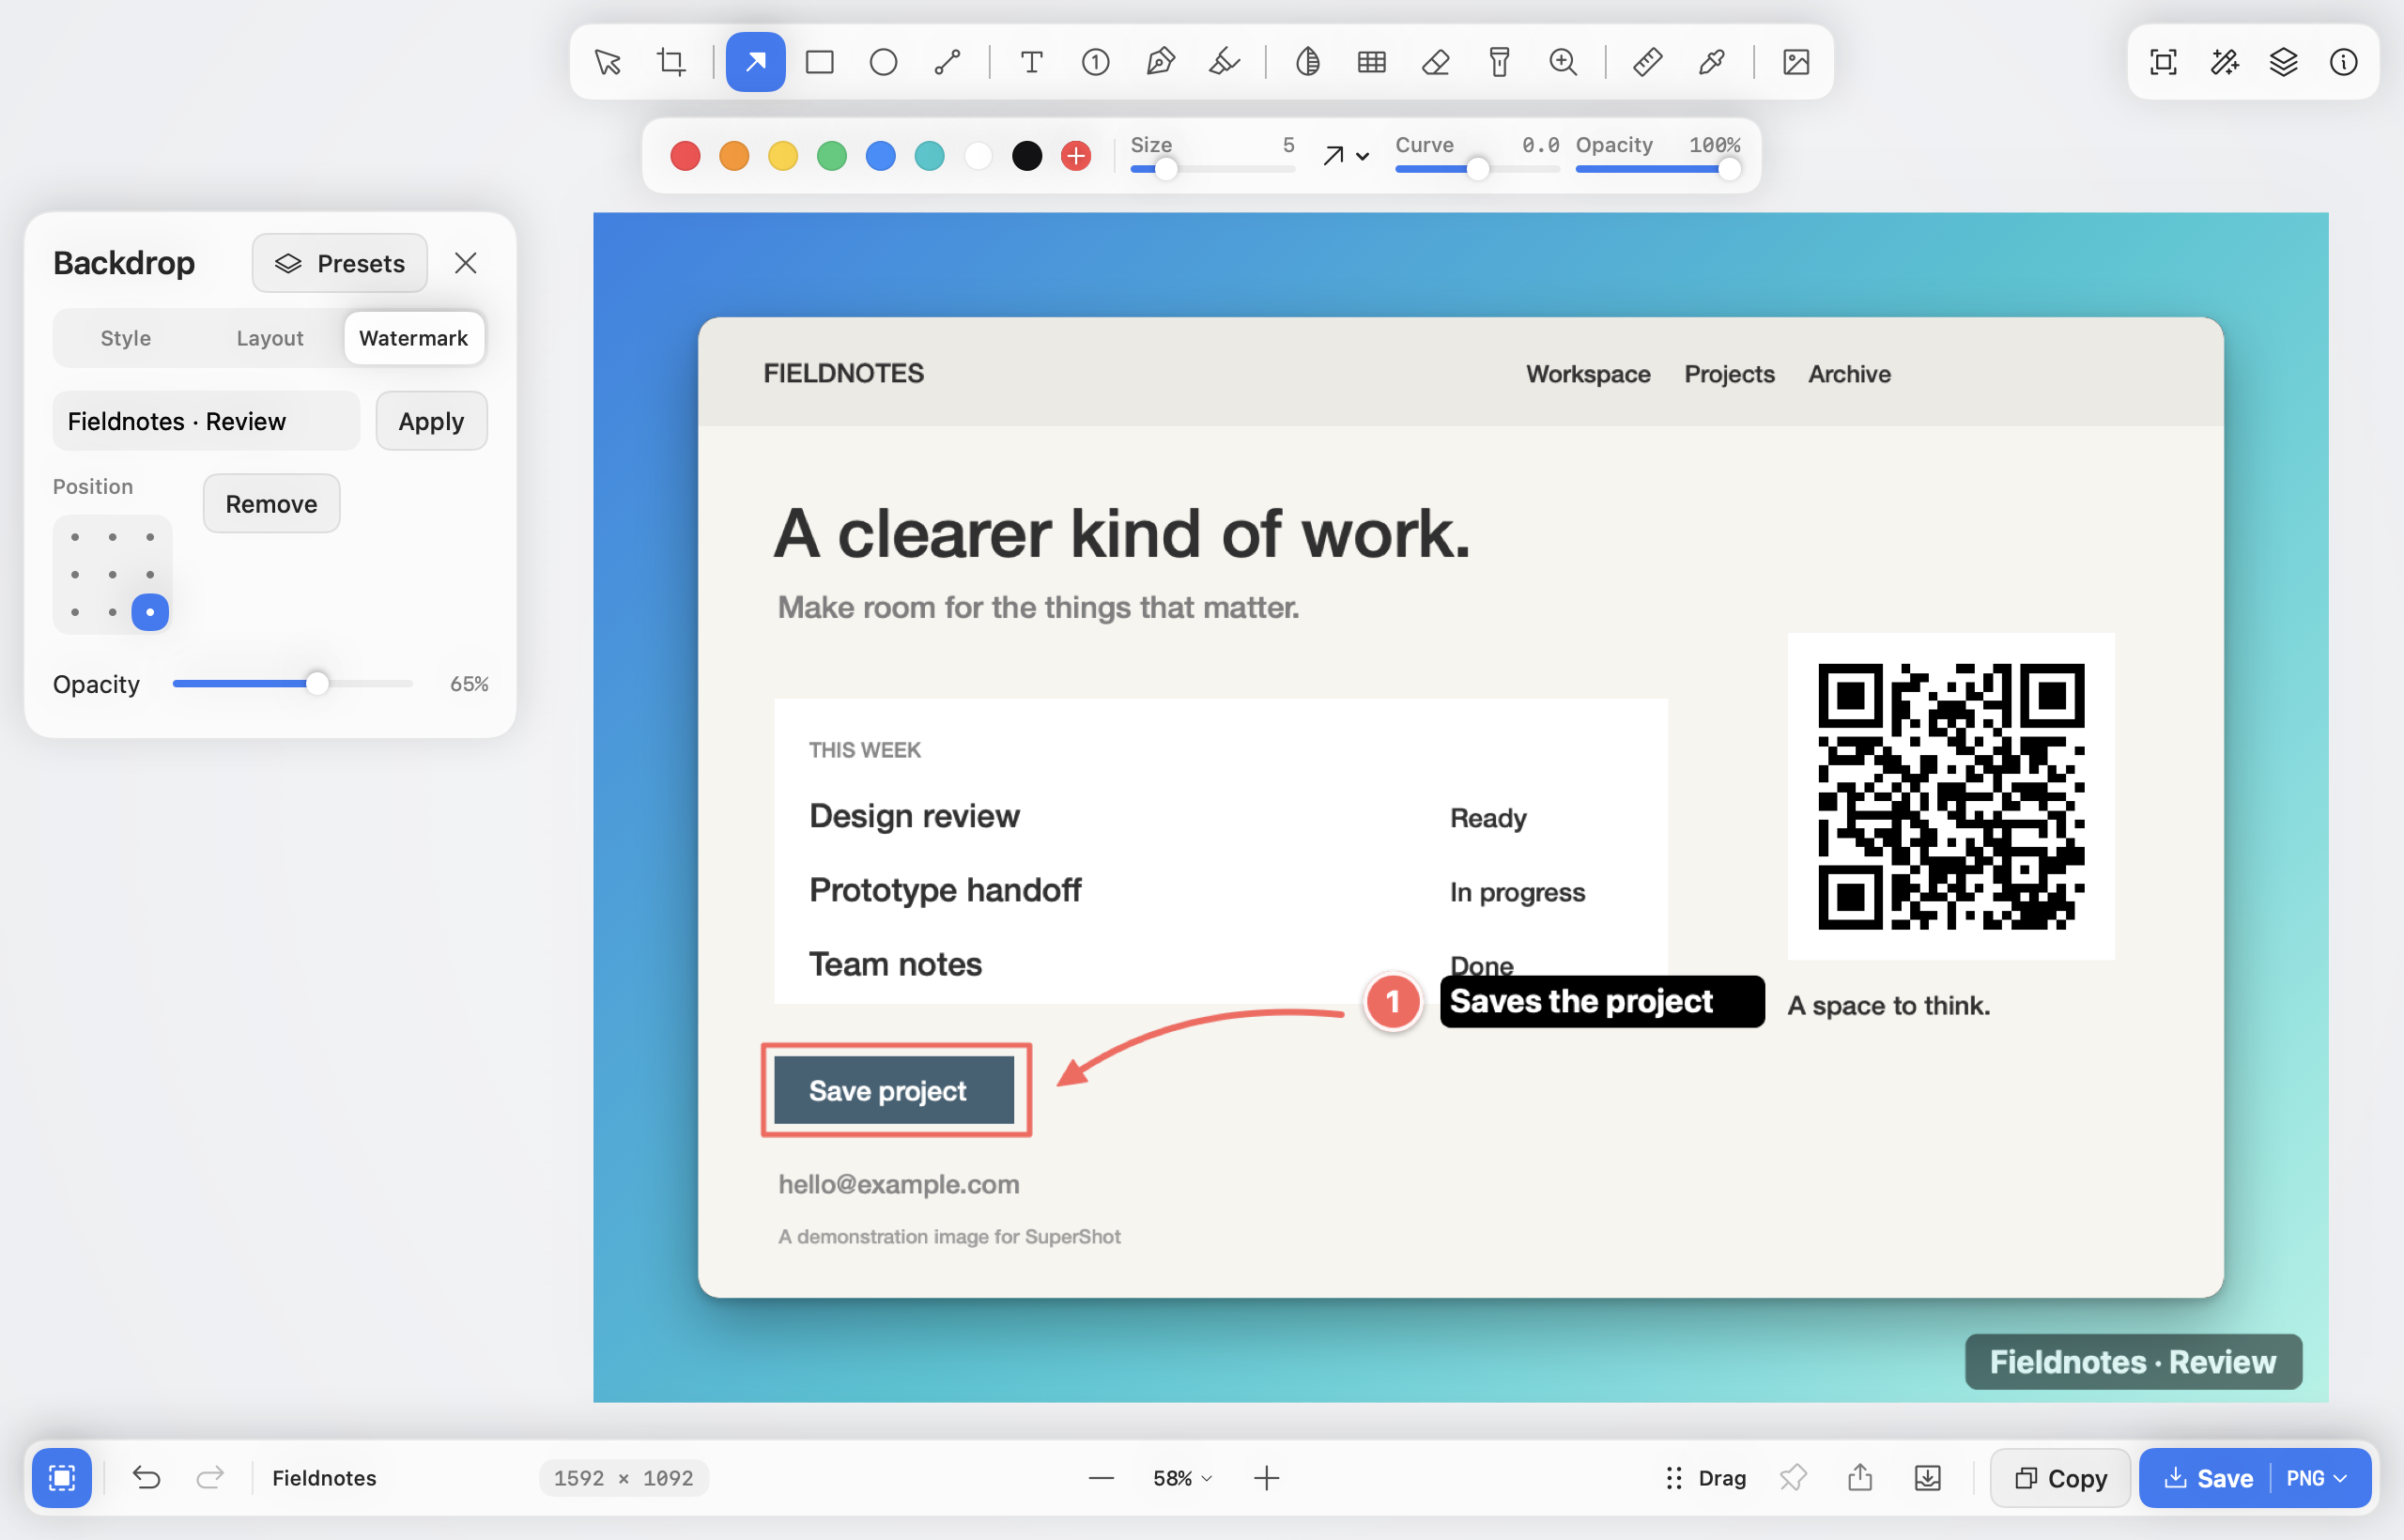 Size 5 Curve 0.0 Opacity 100%
Backdrop Presets
Style Layout Watermark
Fieldnotes · Review Apply
Position Remove
Opacity 65%
FIELDNOTES Workspace Projects Archive
A clearer kind of work.
Make room for the things that matter.
THIS WEEK
Design review Ready
Prototype handoff In progress
Team notes Done
1 Saves the project
A space to think.
Save project
hello@example.com
A demonstration image for SuperShot
Fieldnotes · Review
Fieldnotes 1592 × 1092 58% Drag Copy Save PNG